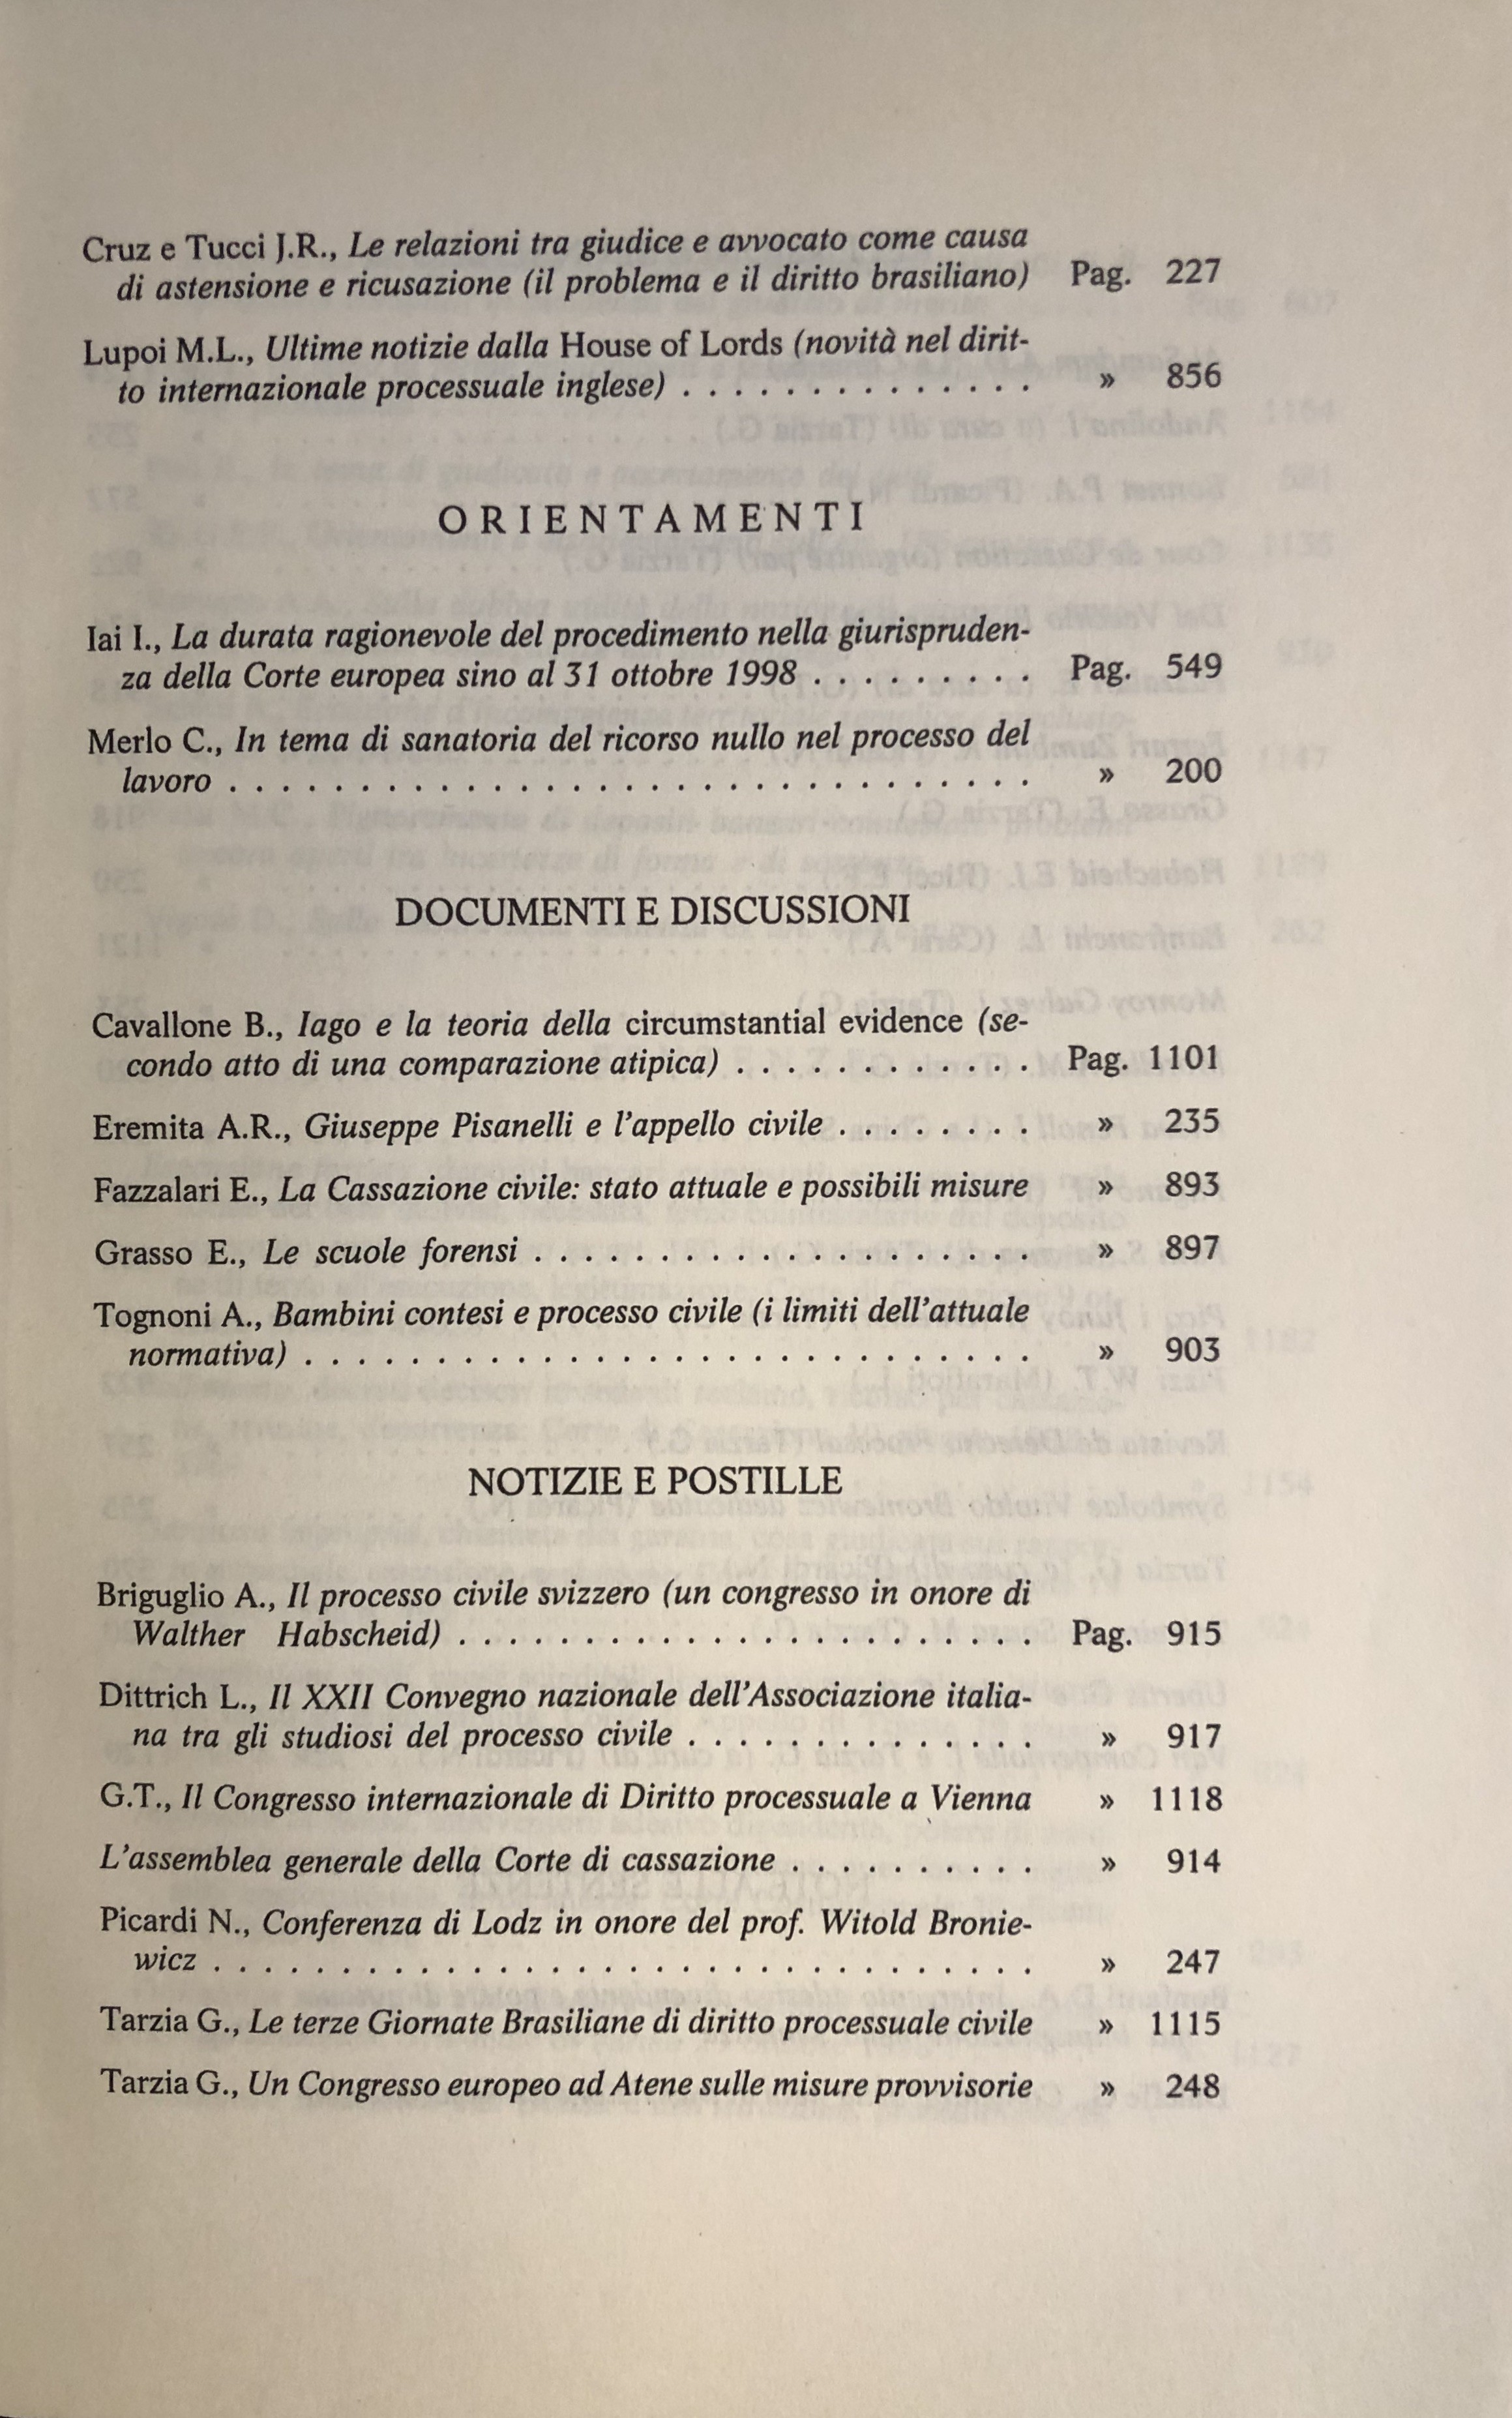 Cruz e Tucci J.R., Le relazioni tra giudice e avvocato come causa
di astensione e ricusazione (il problema e il diritto brasiliano) Pag. 227
Lupoi M.L., Ultime notizie dalla House of Lords (novità nel dirit-
to internazionale processuale inglese) . . . . . . . . . . . . . . » 856
ORIENTAMENTI
Iai I., La durata ragionevole del procedimento nella giurispruden-
za della Corte europea sino al 31 ottobre 1998 . . . . . . . . . Pag. 549
Merlo C., In tema di sanatoria del ricorso nullo nel processo del
lavoro . . . . . . . . . . . . . . . . . . . . . . . . . . . . . . . . » 200
DOCUMENTI E DISCUSSIONI
Cavallone B., Iago e la teoria della circumstantial evidence (se-
condo atto di una comparazione atipica) . . . . . . . . . . . . Pag. 1101
Eremita A.R., Giuseppe Pisanelli e l'appello civile . . . . . . . . » 235
Fazzalari E., La Cassazione civile: stato attuale e possibili misure » 893
Grasso E., Le scuole forensi . . . . . . . . . . . . . . . . . . . . » 897
Tognoni A., Bambini contesi e processo civile (i limiti dell'attuale
normativa) . . . . . . . . . . . . . . . . . . . . . . . . . . . . » 903
NOTIZIE E POSTILLE
Briguglio A., Il processo civile svizzero (un congresso in onore di
Walther Habscheid) . . . . . . . . . . . . . . . . . . . . . . . Pag. 915
Dittrich L., Il XXII Convegno nazionale dell'Associazione italia-
na tra gli studiosi del processo civile . . . . . . . . . . . . . . » 917
G.T., Il Congresso internazionale di Diritto processuale a Vienna » 1118
L'assemblea generale della Corte di cassazione . . . . . . . . . . » 914
Picardi N., Conferenza di Lodz in onore del prof. Witold Bronie-
wicz . . . . . . . . . . . . . . . . . . . . . . . . . . . . . . . . » 247
Tarzia G., Le terze Giornate Brasiliane di diritto processuale civile » 1115
Tarzia G., Un Congresso europeo ad Atene sulle misure provvisorie » 248